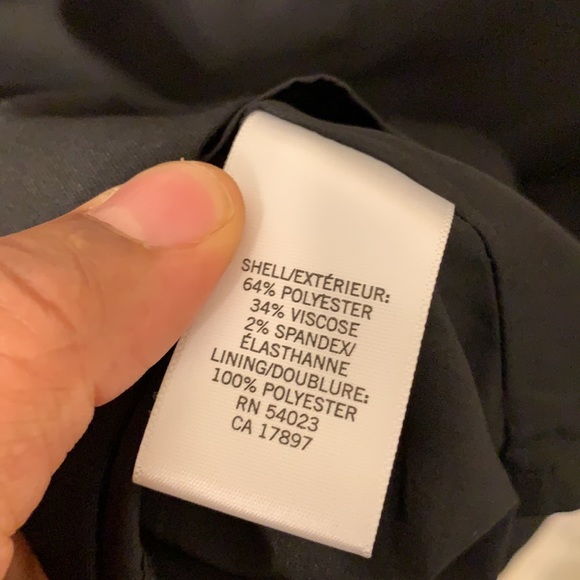 SHELL/EXTÉRIEUR:
64% POLYESTER
34% VISCOSE
2% SPANDEX/
ÉLASTHANNE
LINING/DOUBLURE:
100% POLYESTER
RN 54023
CA 17897